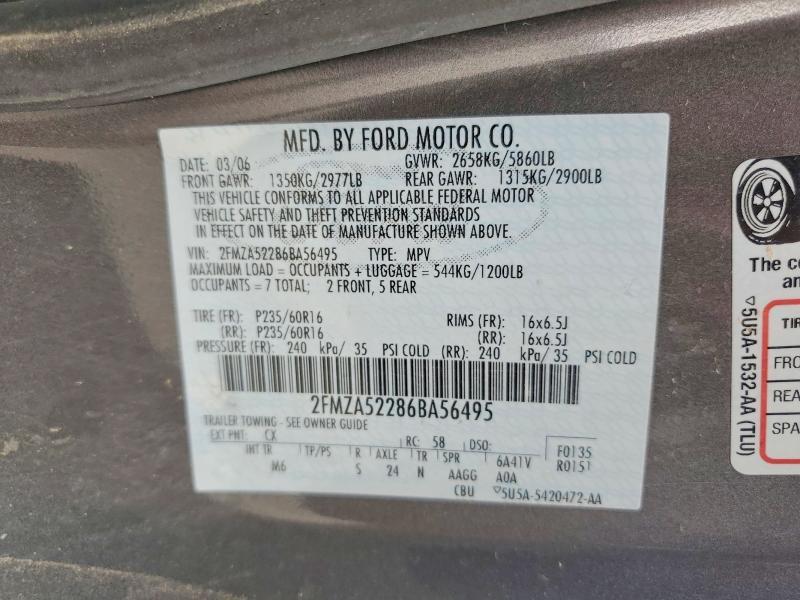 MFD. BY FORD MOTOR CO.
DATE: 03/06 GVWR: 2658KG/5860LB
FRONT GAWR: 1350KG/2977LB REAR GAWR: 1315KG/2900LB
THIS VEHICLE CONFORMS TO ALL APPLICABLE FEDERAL MOTOR
VEHICLE SAFETY AND THEFT PREVENTION STANDARDS
IN EFFECT ON THE DATE OF MANUFACTURE SHOWN ABOVE.
VIN: 2FMZA52286BA56495 TYPE: MPV
MAXIMUM LOAD = OCCUPANTS + LUGGAGE = 544KG/1200LB
OCCUPANTS = 7 TOTAL; 2 FRONT, 5 REAR
TIRE (FR): P235/60R16 RIMS (FR): 16x6.5J
(RR): P235/60R16 (RR): 16x6.5J
PRESSURE (FR): 240 kPa/ 35 PSI COLD (RR): 240 kPa/ 35 PSI COLD
2FMZA52286BA56495
TRAILER TOWING - SEE OWNER GUIDE
EXT PNT: CX RC: 58 DSO: F0135
INT TR TP/PS R AXLE TR SPR 6A41V R0151
M6 S 24 N AAGG A0A
CBU ▽5U5A-5420472-AA
The co
an
TIR
FRO
REA
SPA
▽5U5A-1532-AA (TLU)